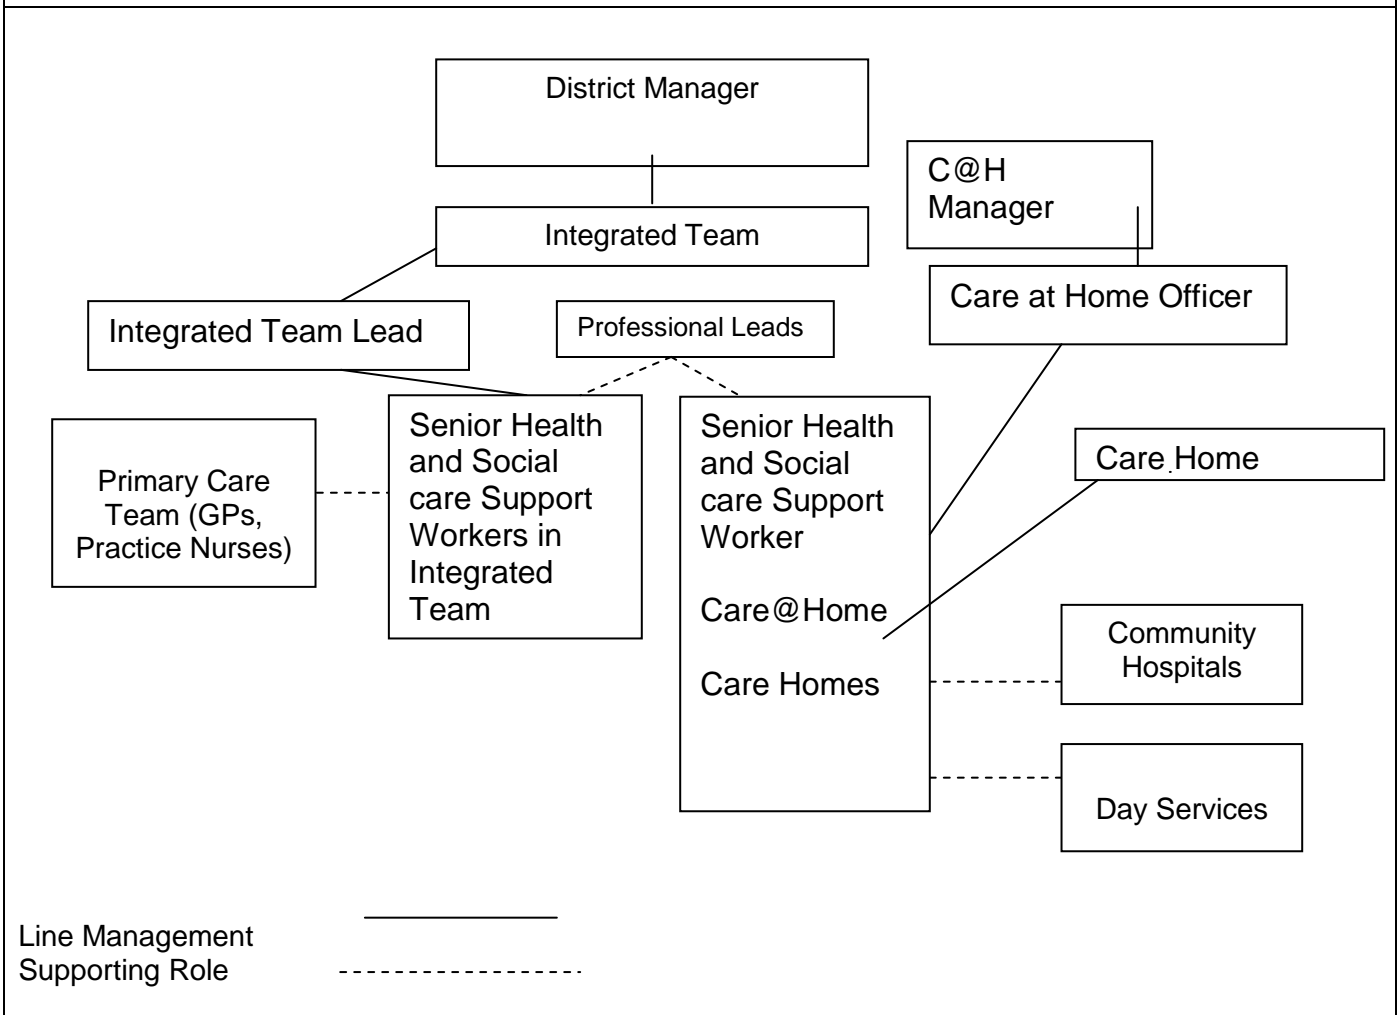 District Manager
C@H
Manager
Integrated Team
Care at Home Officer
Integrated Team Lead
Professional Leads
Senior Health
and Social
care Support
Workers in
Integrated
Team
Senior Health
and Social
care Support
Worker
Care@Home
Care Homes
Care Home
Primary Care
Team (GPs,
Practice Nurses)
Community
Hospitals
Day Services
Line Management
Supporting Role